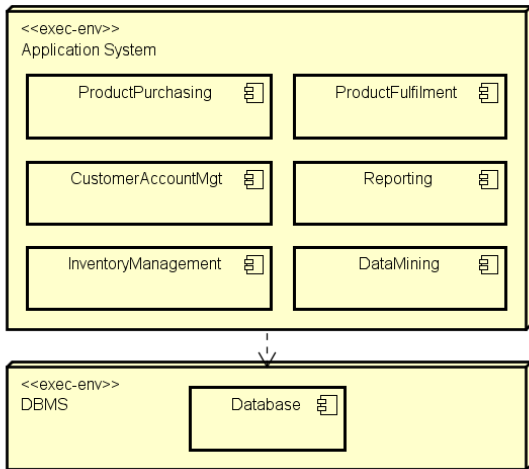 <<exec-env>>
Application System
ProductPurchasing
ProductFulfilment
CustomerAccountMgt
Reporting
InventoryManagement
DataMining
<<exec-env>>
DBMS
Database